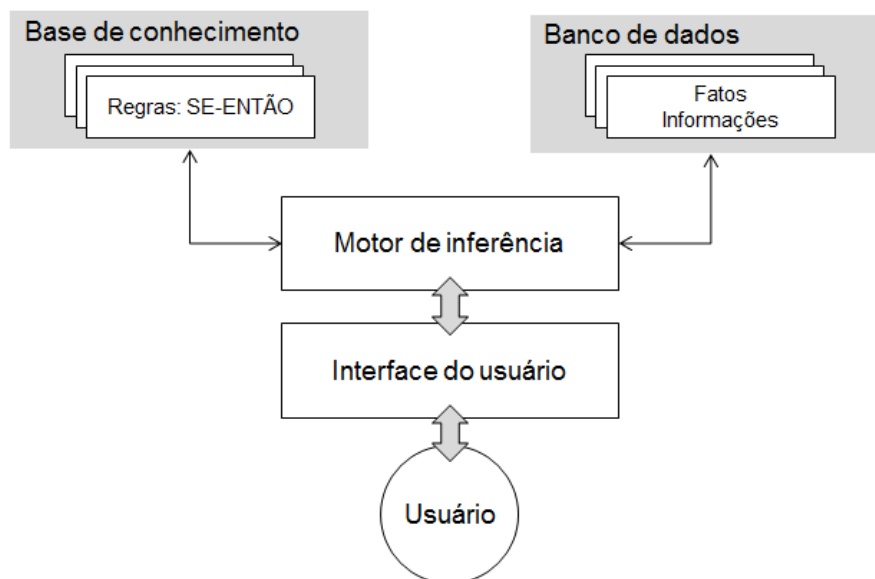 Base de conhecimento
Regras: SE-ENTÃO
Banco de dados
Fatos
Informações
Motor de inferência
Interface do usuário
Usuário